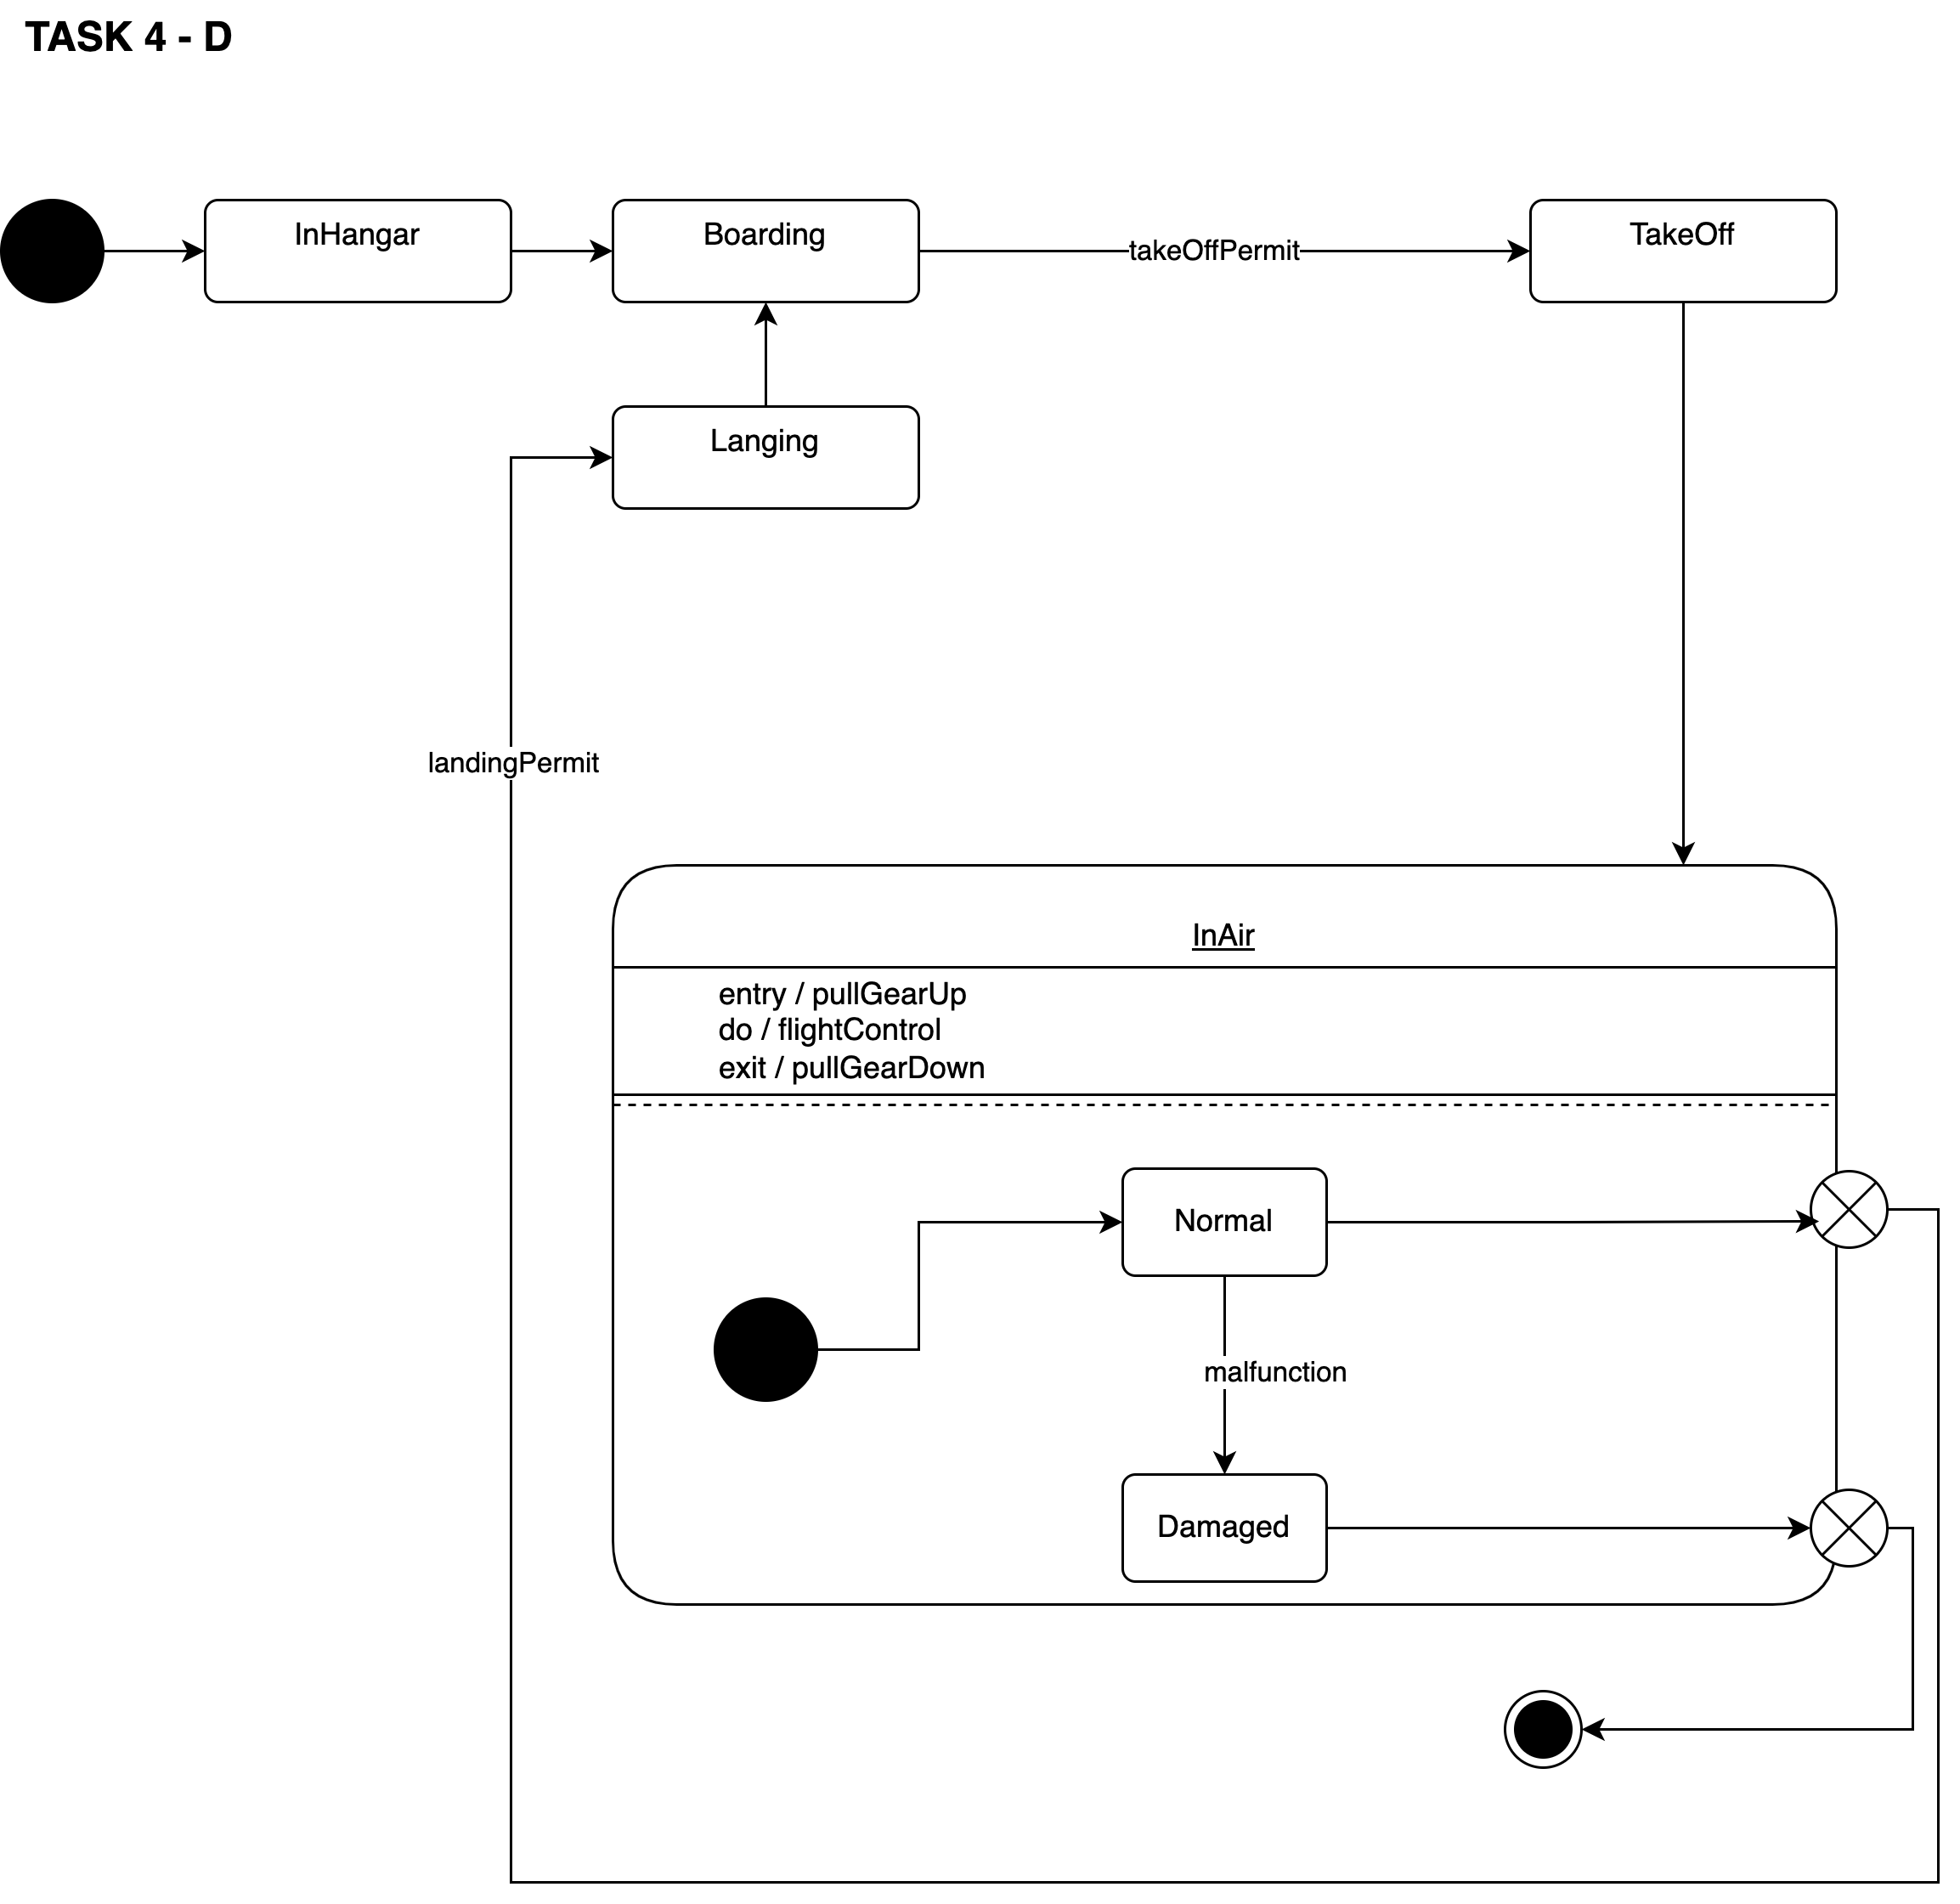 TASK 4 - D
InHangar
Boarding
takeOffPermit
TakeOff
Langing
landingPermit
InAir
entry / pullGearUp
do / flightControl
exit / pullGearDown
Normal
malfunction
Damaged